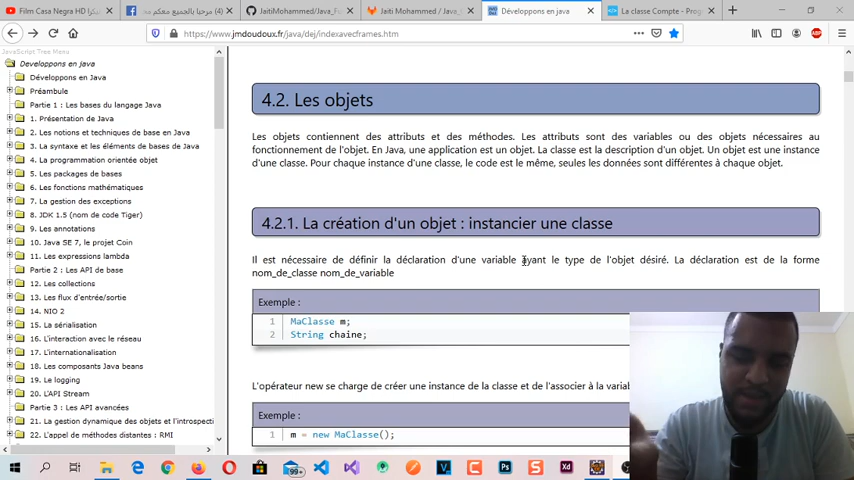 Film Casa Negra HD
(4) مرحبا بالجميع معكم
JaitiMohammed/Java_F
Jaiti Mohammed / Java_
Développons en java
La classe Compte - Prog
https://www.jmdoudoux.fr/java/dej/indexavecframes.htm
JavaScript Tree Menu
Developpons en java
Développons en Java
Préambule
Partie 1 : Les bases du langage Java
1. Présentation de Java
2. Les notions et techniques de base en Java
3. La syntaxe et les éléments de bases de Java
4. La programmation orientée objet
5. Les packages de base
6. Les fonctions mathématiques
7. La gestion des exceptions
8. JDK 1.5 (nom de code Tiger)
9. Les annotations
10. Java SE 7, le projet Coin
11. Les expressions lambda
Partie 2 : Les API de base
12. Les collections
13. Les flux d'entrée/sortie
14. NIO 2
15. La sérialisation
16. L'interaction avec le réseau
17. L'internationalisation
18. Les composants Java beans
19. Le logging
20. L'API Stream
Partie 3 : Les API avancées
21. La gestion dynamique des objets et l'introspecti
22. L'appel de méthodes distantes : RMI
4.2. Les objets
Les objets contiennent des attributs et des méthodes. Les attributs sont des variables ou des objets nécessaires au
fonctionnement de l'objet. En Java, une application est un objet. La classe est la description d'un objet. Un objet est une instance
d'une classe. Pour chaque instance d'une classe, le code est le même, seules les données sont différentes à chaque objet.
4.2.1. La création d'un objet : instancier une classe
Il est nécessaire de définir la déclaration d'une variable ayant le type de l'objet désiré. La déclaration est de la forme
nom_de_classe nom_de_variable
Exemple :
1 MaClasse m;
2 String chaine;
L'opérateur new se charge de créer une instance de la classe et de l'associer à la varia
Exemple :
1 m = new MaClasse();
99+